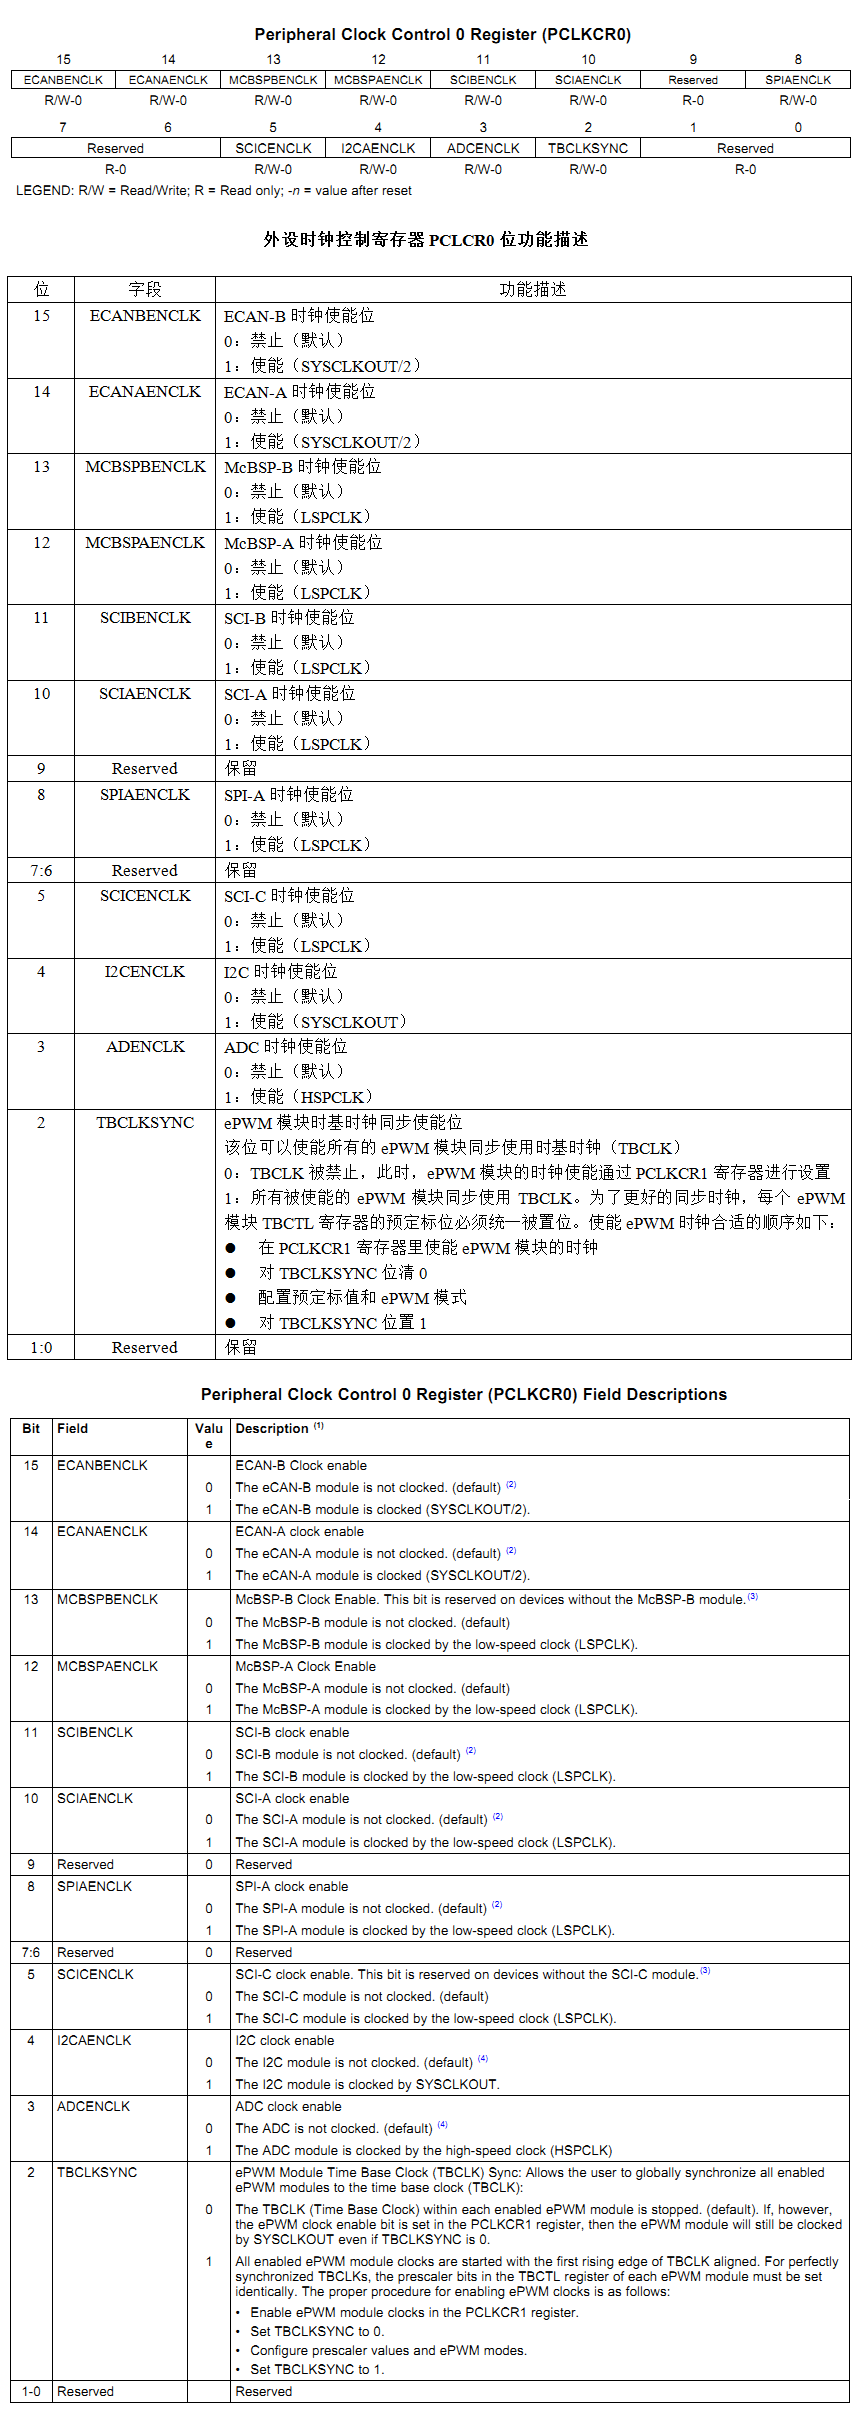 Peripheral Clock Control 0 Register (PCLKCR0)
15 14 13 12 11 10 9 8
ECANBENCLK ECANAENCLK MCBSPBENCLK MCBSPAENCLK SCIBENCLK SCIAENCLK Reserved SPIAENCLK
R/W-0 R/W-0 R/W-0 R/W-0 R/W-0 R/W-0 R-0 R/W-0
7 6 5 4 3 2 1 0
Reserved SCICENCLK I2CAENCLK ADCENCLK TBCLKSYNC Reserved
R-0 R/W-0 R/W-0 R/W-0 R/W-0 R-0
LEGEND: R/W = Read/Write; R = Read only; -n = value after reset
外设时钟控制寄存器 PCLCR0 位功能描述
位 字段 功能描述
15 ECANBENCLK ECAN-B 时钟使能位
0：禁止（默认）
1：使能（SYSCLKOUT/2）
14 ECANAENCLK ECAN-A 时钟使能位
0：禁止（默认）
1：使能（SYSCLKOUT/2）
13 MCBSPBENCLK McBSP-B 时钟使能位
0：禁止（默认）
1：使能（LSPCLK）
12 MCBSPAENCLK McBSP-A 时钟使能位
0：禁止（默认）
1：使能（LSPCLK）
11 SCIBENCLK SCI-B 时钟使能位
0：禁止（默认）
1：使能（LSPCLK）
10 SCIAENCLK SCI-A 时钟使能位
0：禁止（默认）
1：使能（LSPCLK）
9 Reserved 保留
8 SPIAENCLK SPI-A 时钟使能位
0：禁止（默认）
1：使能（LSPCLK）
7:6 Reserved 保留
5 SCICENCLK SCI-C 时钟使能位
0：禁止（默认）
1：使能（LSPCLK）
4 I2CENCLK I2C 时钟使能位
0：禁止（默认）
1：使能（SYSCLKOUT）
3 ADENCLK ADC 时钟使能位
0：禁止（默认）
1：使能（HSPCLK）
2 TBCLKSYNC ePWM 模块时基时钟同步使能位
该位可以使能所有的 ePWM 模块同步使用时基时钟（TBCLK）
0：TBCLK 被禁止，此时，ePWM 模块的时钟使能通过 PCLKCR1 寄存器进行设置
1：所有被使能的 ePWM 模块同步使用 TBCLK。为了更好的同步时钟，每个 ePWM
模块 TBCTL 寄存器的预定标位必须统一被置位。使能 ePWM 时钟合适的顺序如下：
● 在 PCLKCR1 寄存器里使能 ePWM 模块的时钟
● 对 TBCLKSYNC 位清 0
● 配置预定标值和 ePWM 模式
● 对 TBCLKSYNC 位置 1
1:0 Reserved 保留
Peripheral Clock Control 0 Register (PCLKCR0) Field Descriptions
Bit Field Valu Description (1)
e
15 ECANBENCLK ECAN-B Clock enable
0 The eCAN-B module is not clocked. (default) (2)
1 The eCAN-B module is clocked (SYSCLKOUT/2).
14 ECANAENCLK ECAN-A clock enable
0 The eCAN-A module is not clocked. (default) (2)
1 The eCAN-A module is clocked (SYSCLKOUT/2).
13 MCBSPBENCLK McBSP-B Clock Enable. This bit is reserved on devices without the McBSP-B module.(3)
0 The McBSP-B module is not clocked. (default)
1 The McBSP-B module is clocked by the low-speed clock (LSPCLK).
12 MCBSPAENCLK McBSP-A Clock Enable
0 The McBSP-A module is not clocked. (default)
1 The McBSP-A module is clocked by the low-speed clock (LSPCLK).
11 SCIBENCLK SCI-B clock enable
0 SCI-B module is not clocked. (default) (2)
1 The SCI-B module is clocked by the low-speed clock (LSPCLK).
10 SCIAENCLK SCI-A clock enable
0 The SCI-A module is not clocked. (default) (2)
1 The SCI-A module is clocked by the low-speed clock (LSPCLK).
9 Reserved 0 Reserved
8 SPIAENCLK SPI-A clock enable
0 The SPI-A module is not clocked. (default) (2)
1 The SPI-A module is clocked by the low-speed clock (LSPCLK).
7:6 Reserved 0 Reserved
5 SCICENCLK SCI-C clock enable. This bit is reserved on devices without the SCI-C module.(3)
0 The SCI-C module is not clocked. (default)
1 The SCI-C module is clocked by the low-speed clock (LSPCLK).
4 I2CAENCLK I2C clock enable
0 The I2C module is not clocked. (default) (4)
1 The I2C module is clocked by SYSCLKOUT.
3 ADCENCLK ADC clock enable
0 The ADC is not clocked. (default) (4)
1 The ADC module is clocked by the high-speed clock (HSPCLK)
2 TBCLKSYNC ePWM Module Time Base Clock (TBCLK) Sync: Allows the user to globally synchronize all enabled
ePWM modules to the time base clock (TBCLK):
0 The TBCLK (Time Base Clock) within each enabled ePWM module is stopped. (default). If, however,
the ePWM clock enable bit is set in the PCLKCR1 register, then the ePWM module will still be clocked
by SYSCLKOUT even if TBCLKSYNC is 0.
1 All enabled ePWM module clocks are started with the first rising edge of TBCLK aligned. For perfectly
synchronized TBCLKs, the prescaler bits in the TBCTL register of each ePWM module must be set
identically. The proper procedure for enabling ePWM clocks is as follows:
• Enable ePWM module clocks in the PCLKCR1 register.
• Set TBCLKSYNC to 0.
• Configure prescaler values and ePWM modes.
• Set TBCLKSYNC to 1.
1-0 Reserved Reserved